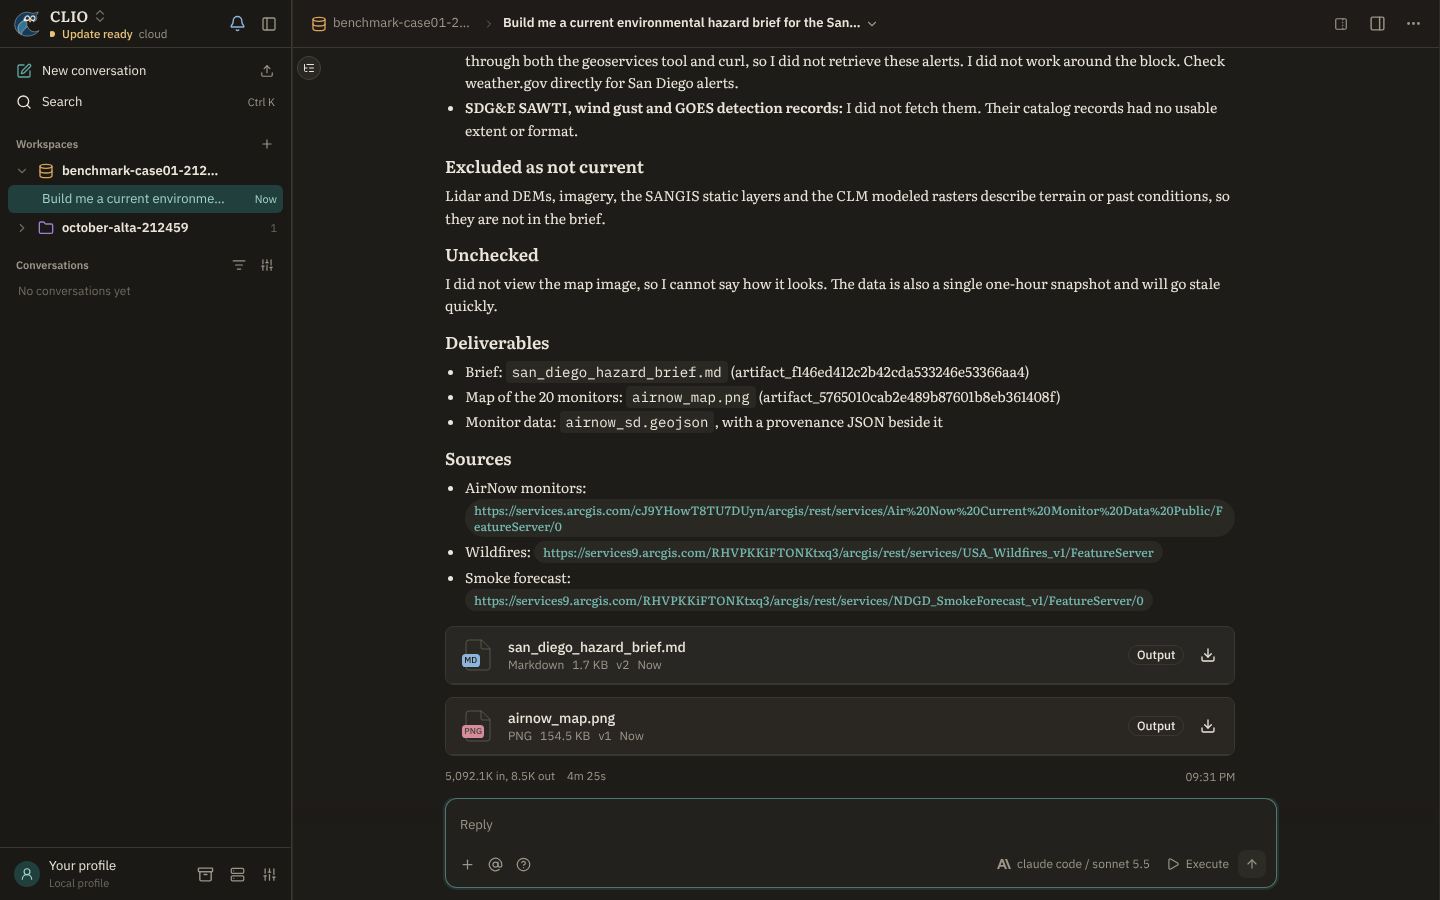 CLIO
Update ready cloud
New conversation
Search Ctrl K
Workspaces
benchmark-case01-212...
Build me a current environme... Now
october-alta-212459 1
Conversations
No conversations yet
Your profile
Local profile
benchmark-case01-2... Build me a current environmental hazard brief for the San...
through both the geoservices tool and curl, so I did not retrieve these alerts. I did not work around the block. Check
weather.gov directly for San Diego alerts.
SDG&E SAWTI, wind gust and GOES detection records: I did not fetch them. Their catalog records had no usable
extent or format.
Excluded as not current
Lidar and DEMs, imagery, the SANGIS static layers and the CLM modeled rasters describe terrain or past conditions, so
they are not in the brief.
Unchecked
I did not view the map image, so I cannot say how it looks. The data is also a single one-hour snapshot and will go stale
quickly.
Deliverables
Brief: san_diego_hazard_brief.md (artifact_f146ed412c2b42cda533246e53366aa4)
Map of the 20 monitors: airnow_map.png (artifact_5765010cab2e489b87601b8eb361408f)
Monitor data: airnow_sd.geojson, with a provenance JSON beside it
Sources
AirNow monitors:
https://services.arcgis.com/cJ9YHowT8TU7DUyn/arcgis/rest/services/Air%20Now%20Current%20Monitor%20Data%20Public/F
eatureServer/0
Wildfires: https://services9.arcgis.com/RHVPKKiFTONKtxq3/arcgis/rest/services/USA_Wildfires_v1/FeatureServer
Smoke forecast:
https://services9.arcgis.com/RHVPKKiFTONKtxq3/arcgis/rest/services/NDGD_SmokeForecast_v1/FeatureServer/0
MD
san_diego_hazard_brief.md
Markdown 1.7 KB v2 Now
Output
PNG
airnow_map.png
PNG 154.5 KB v1 Now
Output
5,092.1K in, 8.5K out 4m 25s 09:31 PM
Reply
claude code / sonnet 5.5 Execute